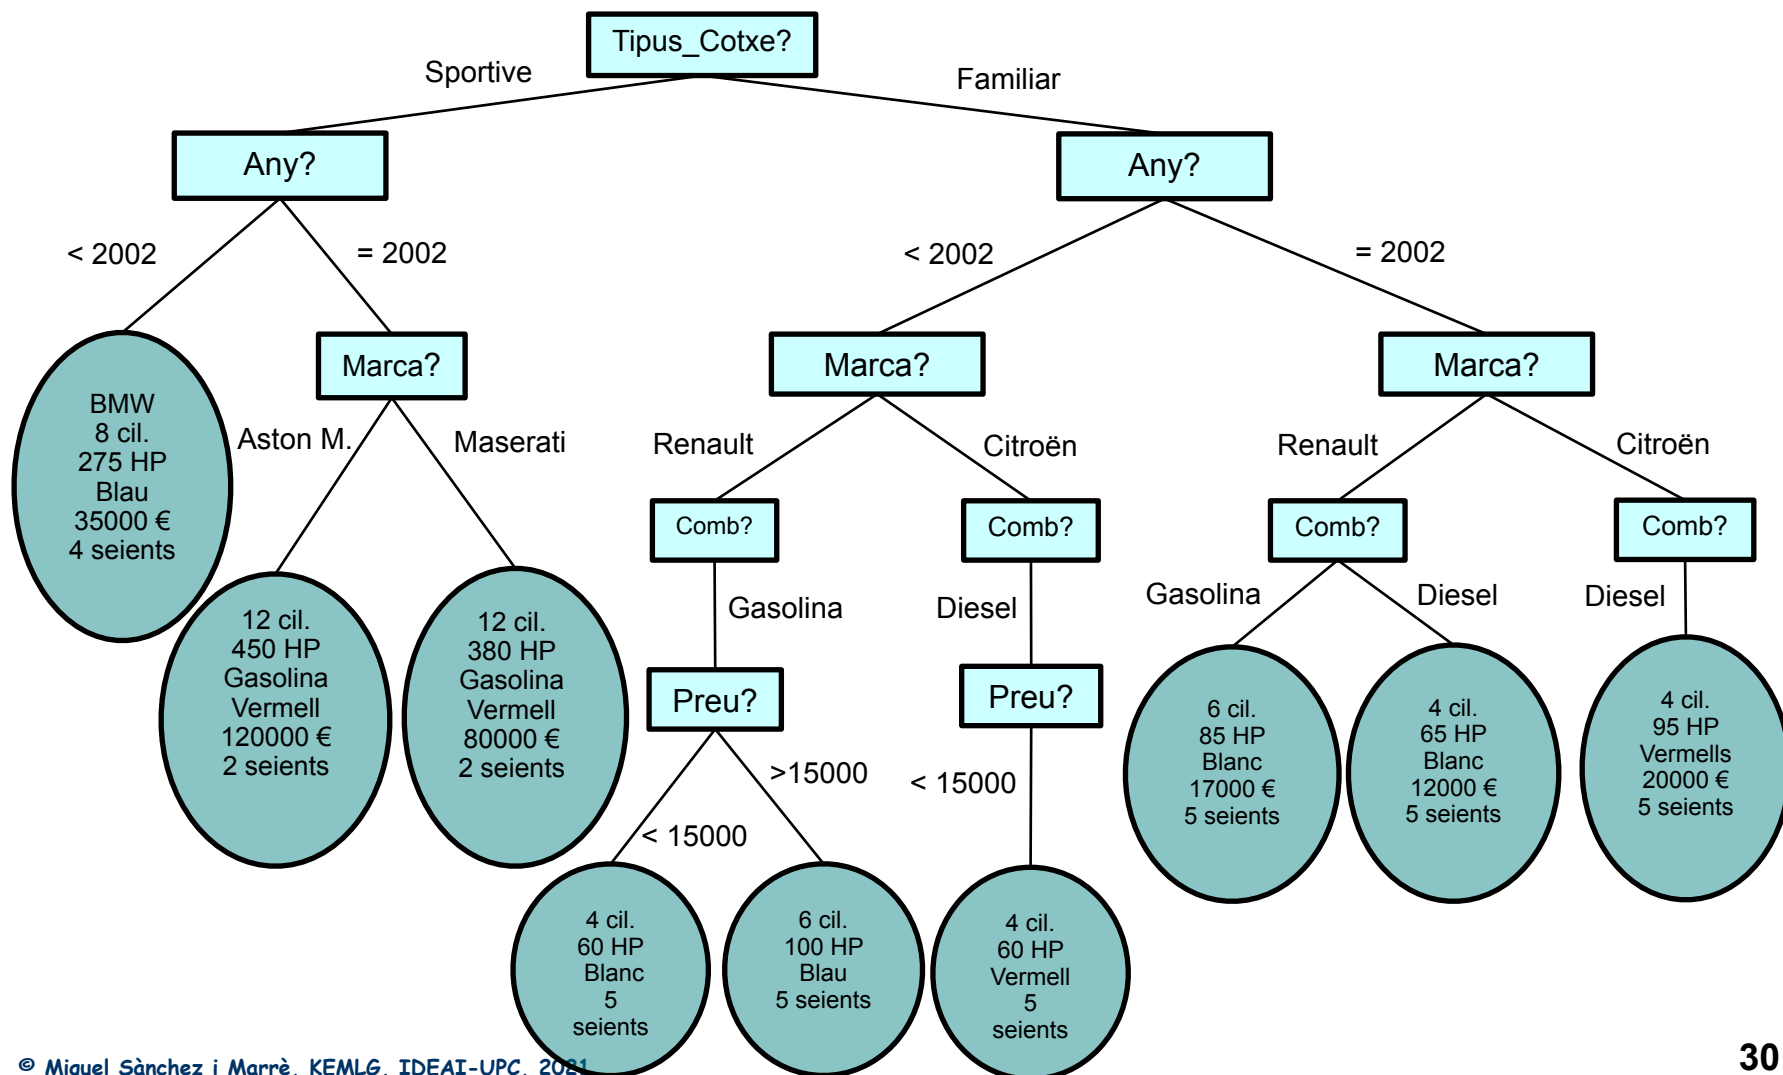 Tipus_Cotxe?
Sportive
Familiar
Any?
Any?
< 2002
= 2002
< 2002
= 2002
Marca?
Marca?
Marca?
BMW
8 cil.
275 HP
Blau
35000 €
4 seients
Aston M.
Maserati
Renault
Citroën
Renault
Citroën
Comb?
Comb?
Comb?
Comb?
Gasolina
Diesel
Gasolina
Diesel
Diesel
12 cil.
450 HP
Gasolina
Vermell
120000 €
2 seients
12 cil.
380 HP
Gasolina
Vermell
80000 €
2 seients
Preu?
Preu?
6 cil.
85 HP
Blanc
17000 €
5 seients
4 cil.
65 HP
Blanc
12000 €
5 seients
4 cil.
95 HP
Vermells
20000 €
5 seients
< 15000
>15000
< 15000
4 cil.
60 HP
Blanc
5
seients
6 cil.
100 HP
Blau
5 seients
4 cil.
60 HP
Vermell
5
seients
© Miquel Sànchez i Marrè, KEMLG, IDEAI-UPC, 2021
30